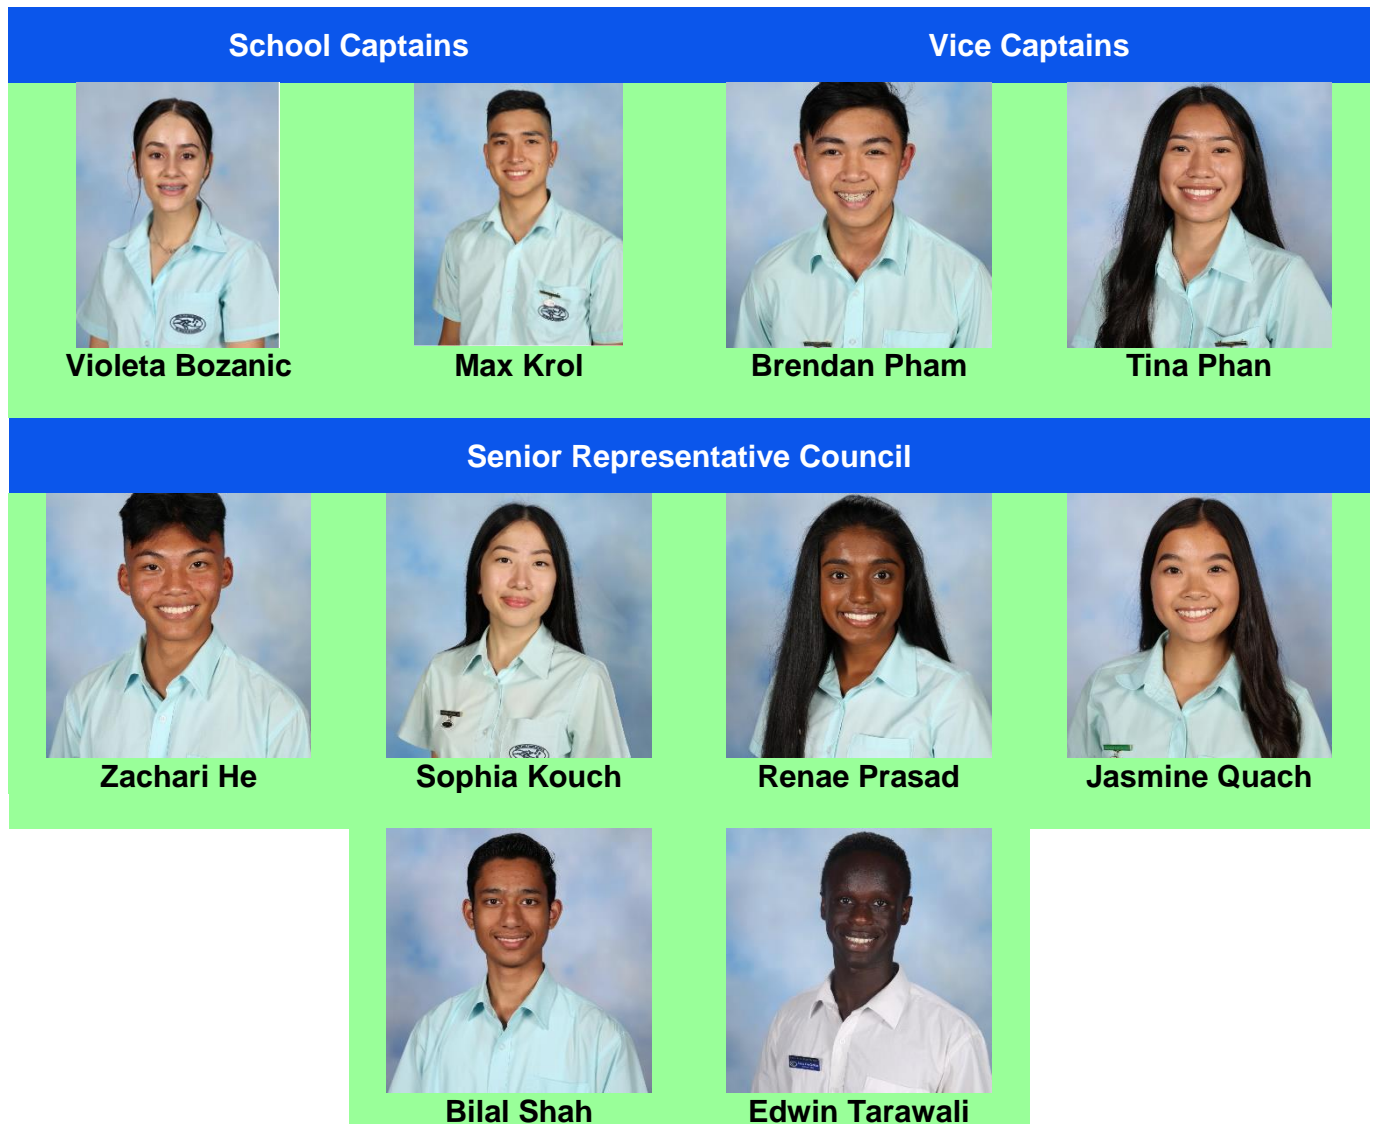 School Captains Vice Captains
Violeta Bozanic Max Krol Brendan Pham Tina Phan
Senior Representative Council
Zachari He Sophia Kouch Renae Prasad Jasmine Quach
Bilal Shah Edwin Tarawali